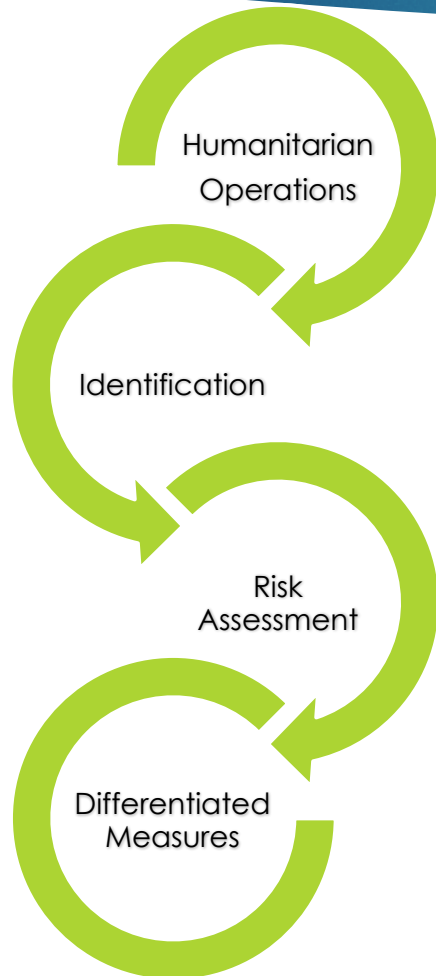 Humanitarian
Operations
Identification
Risk
Assessment
Differentiated
Measures